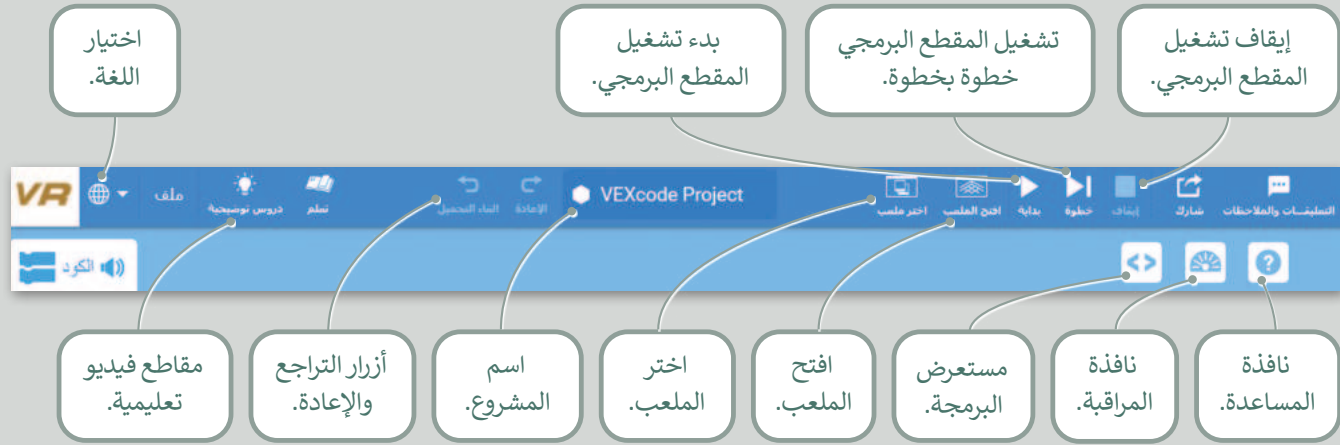 اختيار
اللغة.
بدء تشغيل
المقطع البرمجي.
تشغيل المقطع البرمجي
خطوة بخطوة.
إيقاف تشغيل
المقطع البرمجي.
VR
ملف
دروس توضيحية
تعلم
الغاء التحميل
الإعادة
VEXcode Project
اختر ملعب
افتح الملعب
بداية
خطوة
إيقاف
شارك
التعليقات والملاحظات
الكود
مقاطع فيديو
تعليمية.
أزرار التراجع
والإعادة.
اسم
المشروع.
اختر
الملعب.
افتح
الملعب.
مستعرض
البرمجة.
نافذة
المراقبة.
نافذة
المساعدة.